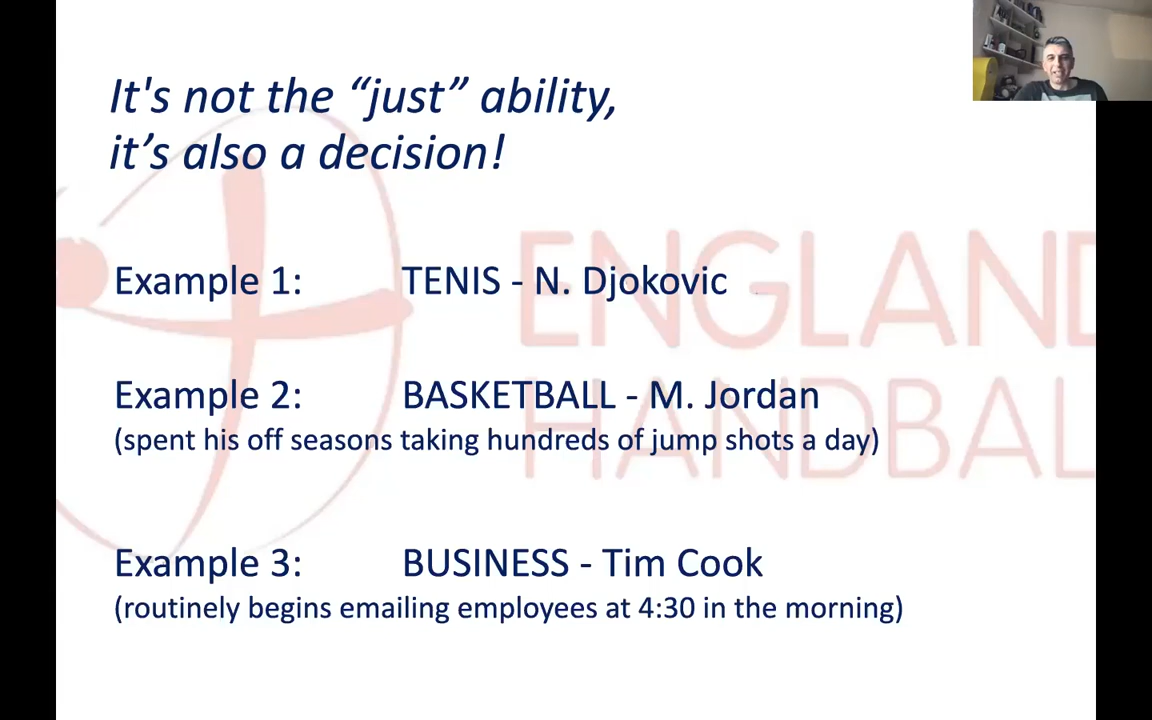 It's not the “just” ability,
it’s also a decision!
Example 1: TENIS - N. Djokovic
Example 2: BASKETBALL - M. Jordan
(spent his off seasons taking hundreds of jump shots a day)
Example 3: BUSINESS - Tim Cook
(routinely begins emailing employees at 4:30 in the morning)
ENGLAND
HANDBAL